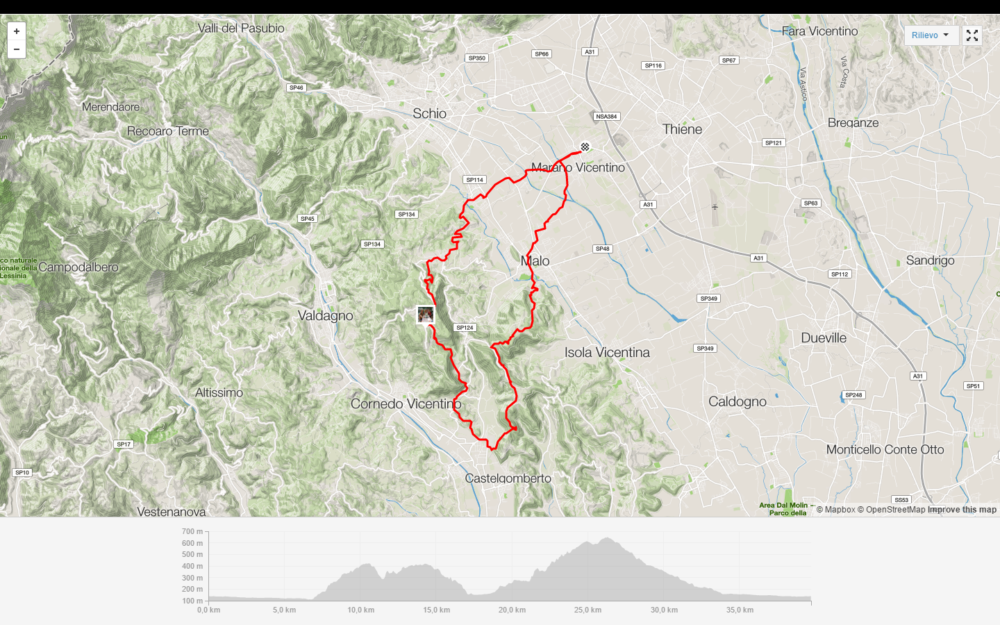 Valli del Pasubio
Fara Vicentino
+
−
Rilievo
SP66
A31
SP350
SP67
SP116
Via Costa
Via Astico
SP46
Merendaore
Schio
NSA384
Recoaro Terme
Thiene
Breganze
un
SP121
Marano Vicentino
SP114
SP63
A31
SP134
SP45
SP134
SP48
A31
co naturale
ionale della
Lessinia
Campodalbero
Malo
Sandrigo
SP112
SP349
Valdagno
SP124
Dueville
Isola Vicentina
SP349
A31
SP51
Altissimo
SP248
Cornedo Vicentino
Caldogno
SP17
Monticello Conte Otto
SP10
Castelgomberto
SS53
Area Dal Molin –
Parco della
Vestenanova
© Mapbox © OpenStreetMap Improve this map
700 m
600 m
500 m
400 m
300 m
200 m
100 m
0,0 km 5,0 km 10,0 km 15,0 km 20,0 km 25,0 km 30,0 km 35,0 km